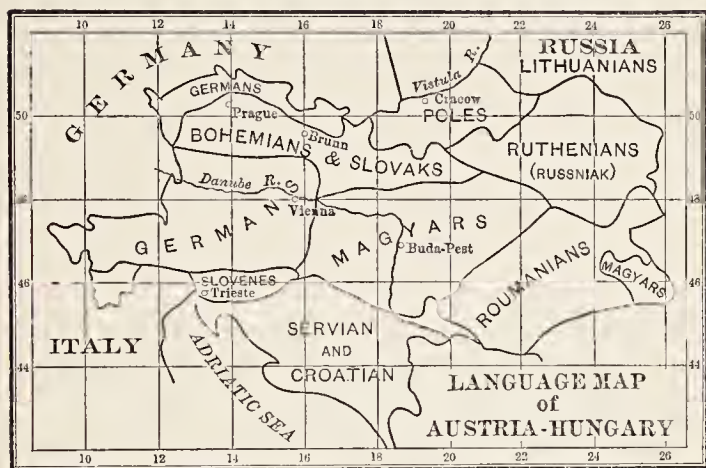 10 12 14 16 18 20 22 24 26
GERMANY
RUSSIA
LITHUANIANS
GERMANS
Vistula R.
Cracow
POLES
50
50
Prague
Brunn
BOHEMIANS & SLOVAKS
RUTHENIANS
(RUSSNIAK)
Danube R.
Vienna
48
48
GERMANS
MAGYARS
Buda-Pest
ROUMANIANS
MAGYARS
46
46
SLOVENES
Trieste
ITALY
ADRIATIC SEA
SERVIAN
AND
CROATIAN
44
44
LANGUAGE MAP
of
AUSTRIA-HUNGARY
10 12 14 16 18 20 22 24 26